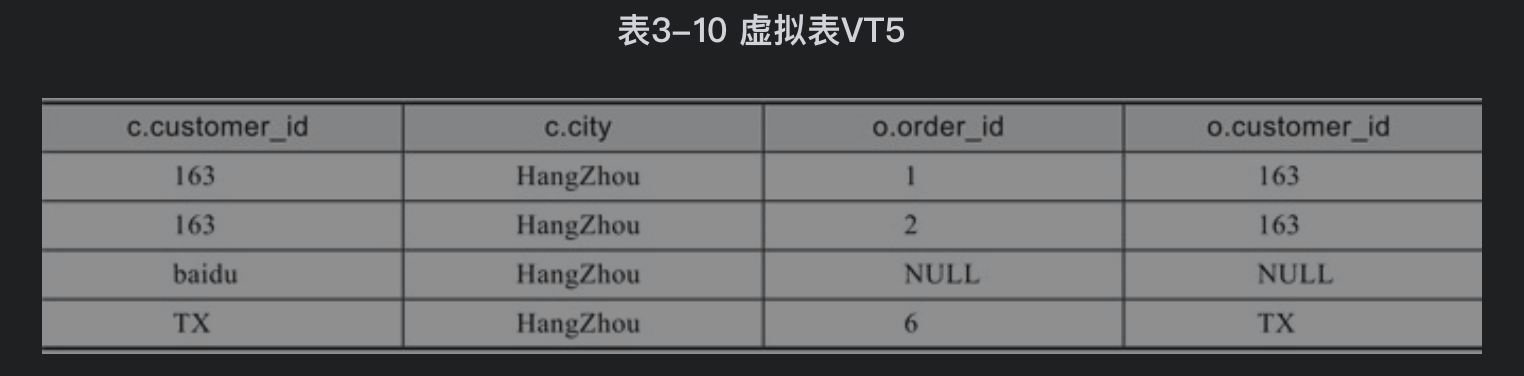 表3-10 虚拟表VT5
c.customer_id c.city o.order_id o.customer_id
163 HangZhou 1 163
163 HangZhou 2 163
baidu HangZhou NULL NULL
TX HangZhou 6 TX